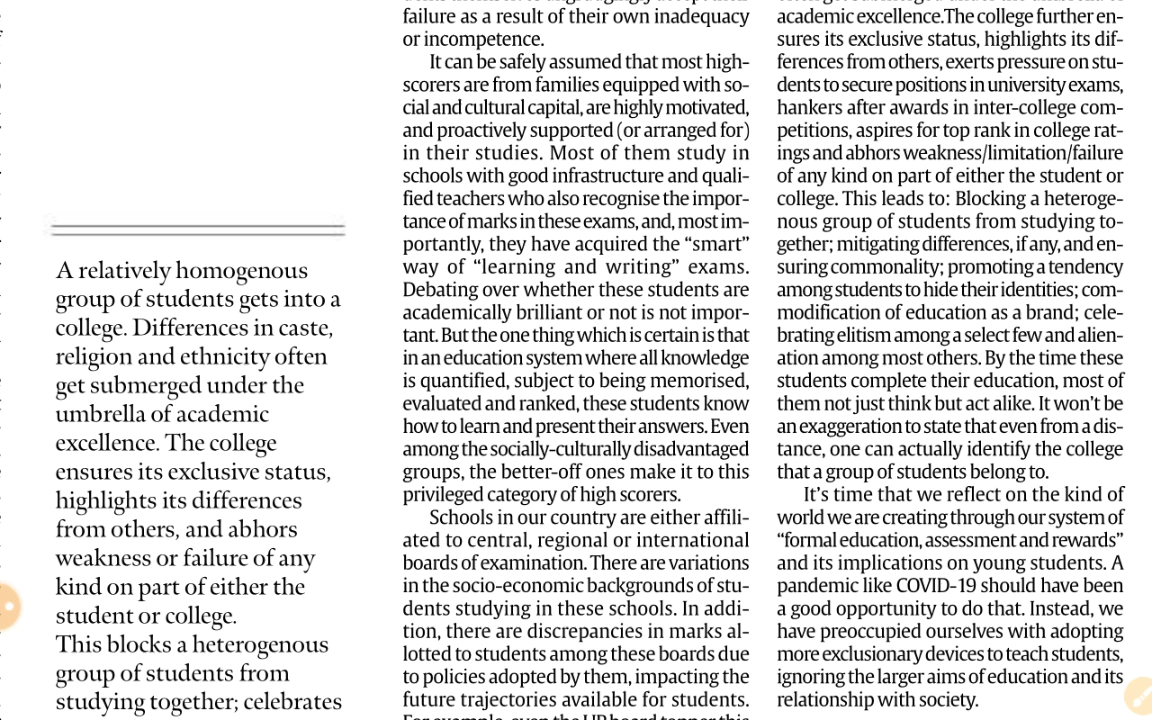 A relatively homogenous
group of students gets into a
college. Differences in caste,
religion and ethnicity often
get submerged under the
umbrella of academic
excellence. The college
ensures its exclusive status,
highlights its differences
from others, and abhors
weakness or failure of any
kind on part of either the
student or college.
This blocks a heterogenous
group of students from
studying together; celebrates
failure as a result of their own inadequacy
or incompetence.
It can be safely assumed that most high-
scorers are from families equipped with so-
cial and cultural capital, are highly motivated,
and proactively supported (or arranged for)
in their studies. Most of them study in
schools with good infrastructure and quali-
fied teachers who also recognise the impor-
tance of marks in these exams, and, most im-
portantly, they have acquired the “smart”
way of “learning and writing” exams.
Debating over whether these students are
academically brilliant or not is not impor-
tant. But the one thing which is certain is that
in an education system where all knowledge
is quantified, subject to being memorised,
evaluated and ranked, these students know
how to learn and present their answers. Even
among the socially-culturally disadvantaged
groups, the better-off ones make it to this
privileged category of high scorers.
Schools in our country are either affili-
ated to central, regional or international
boards of examination. There are variations
in the socio-economic backgrounds of stu-
dents studying in these schools. In addi-
tion, there are discrepancies in marks al-
lotted to students among these boards due
to policies adopted by them, impacting the
future trajectories available for students.
For example, even the UP board topper this
academic excellence.The college further en-
sures its exclusive status, highlights its dif-
ferences from others, exerts pressure on stu-
dents to secure positions in university exams,
hankers after awards in inter-college com-
petitions, aspires for top rank in college rat-
ings and abhors weakness/limitation/failure
of any kind on part of either the student or
college. This leads to: Blocking a heteroge-
nous group of students from studying to-
gether; mitigating differences, if any, and en-
suring commonality; promoting a tendency
among students to hide their identities; com-
modification of education as a brand; cele-
brating elitism among a select few and alien-
ation among most others. By the time these
students complete their education, most of
them not just think but act alike. It won’t be
an exaggeration to state that even from a dis-
tance, one can actually identify the college
that a group of students belong to.
It’s time that we reflect on the kind of
world we are creating through our system of
“formal education, assessment and rewards”
and its implications on young students. A
pandemic like COVID-19 should have been
a good opportunity to do that. Instead, we
have preoccupied ourselves with adopting
more exclusionary devices to teach students,
ignoring the larger aims of education and its
relationship with society.